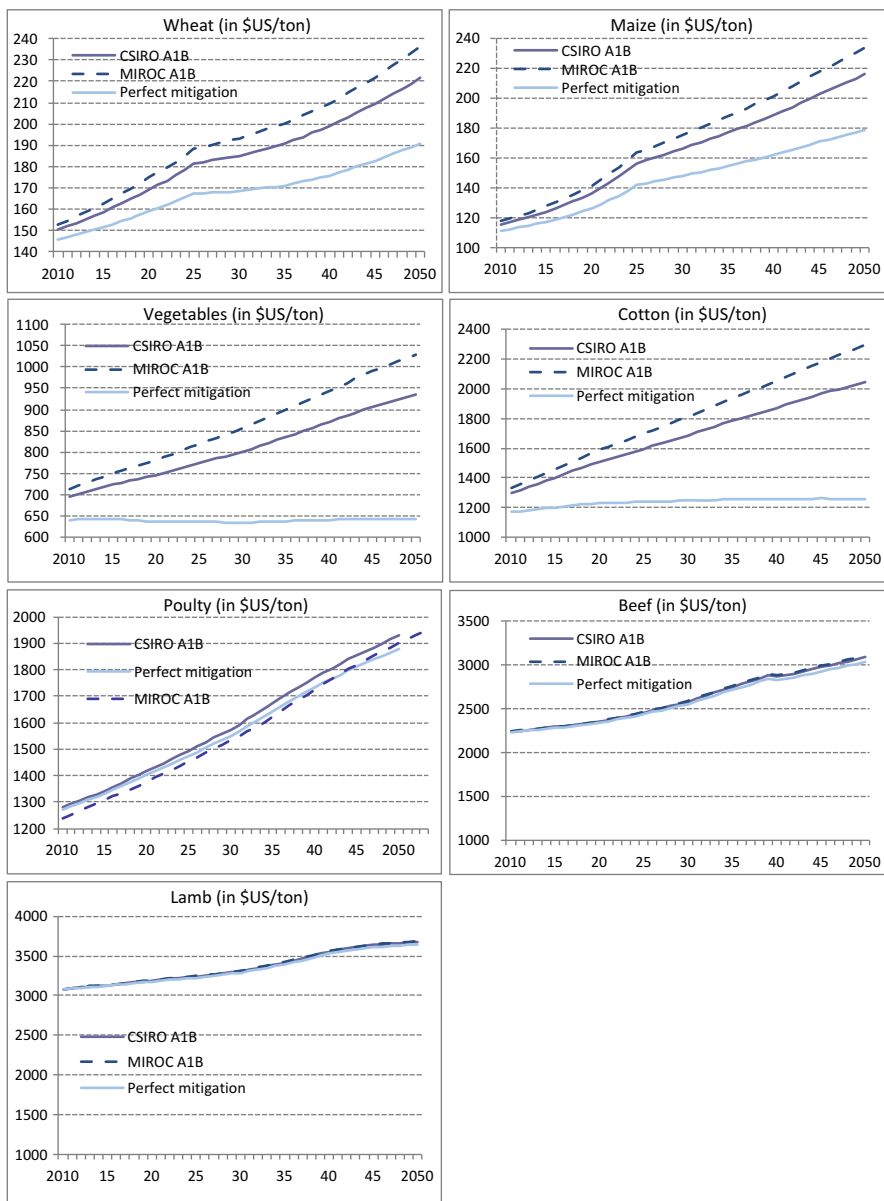 Wheat (in $US/ton)
240
230
220
210
200
190
180
170
160
150
140
CSIRO A1B
MIROC A1B
Perfect mitigation
2010 15 20 25 30 35 40 45 2050
Maize (in $US/ton)
240
220
200
180
160
140
120
100
CSIRO A1B
MIROC A1B
Perfect mitigation
2010 15 20 25 30 35 40 45 2050
Vegetables (in $US/ton)
1100
1050
1000
950
900
850
800
750
700
650
600
CSIRO A1B
MIROC A1B
Perfect mitigation
2010 15 20 25 30 35 40 45 2050
Cotton (in $US/ton)
2400
2200
2000
1800
1600
1400
1200
1000
CSIRO A1B
MIROC A1B
Perfect mitigation
2010 15 20 25 30 35 40 45 2050
Poulty (in $US/ton)
2000
1900
1800
1700
1600
1500
1400
1300
1200
CSIRO A1B
Perfect mitigation
MIROC A1B
2010 15 20 25 30 35 40 45 2050
Beef (in $US/ton)
3500
3000
2500
2000
1500
1000
CSIRO A1B
MIROC A1B
Perfect mitigation
2010 15 20 25 30 35 40 45 2050
Lamb (in $US/ton)
4000
3500
3000
2500
2000
1500
1000
CSIRO A1B
MIROC A1B
Perfect mitigation
2010 15 20 25 30 35 40 45 2050